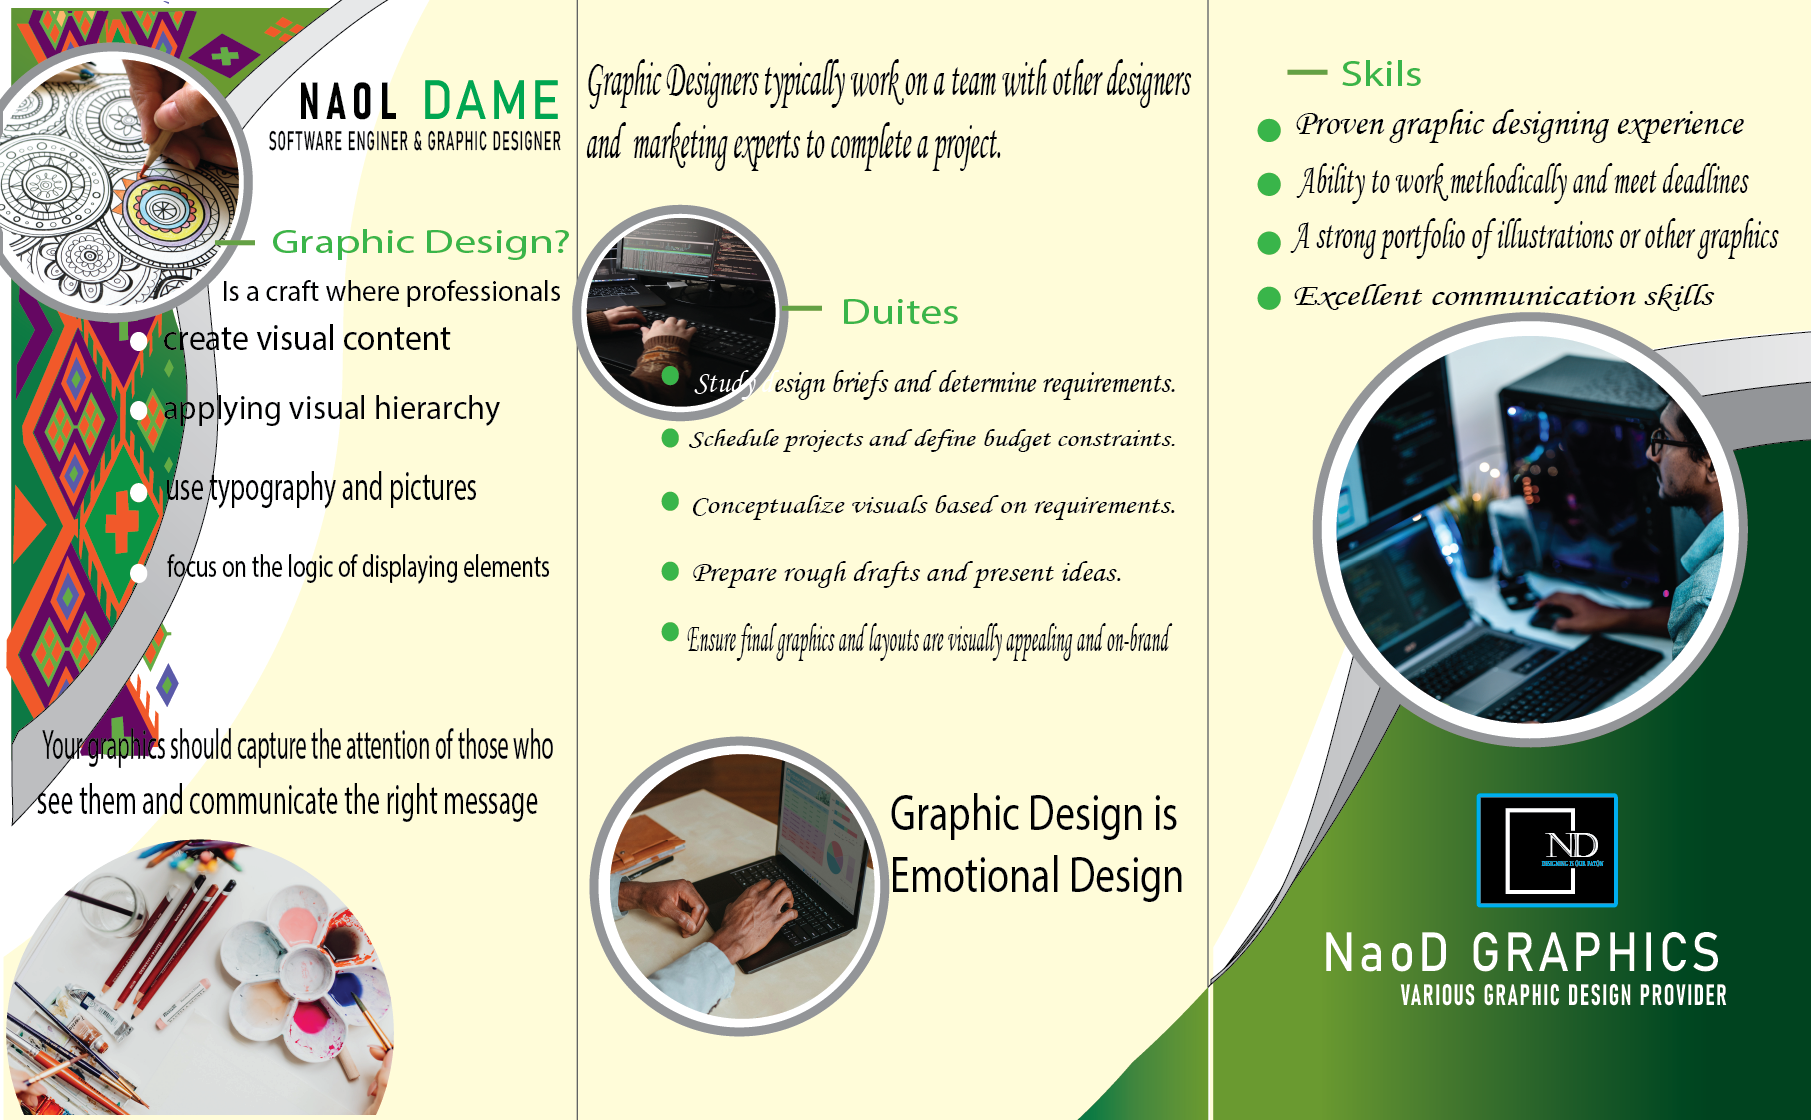 NAOL DAME
SOFTWARE ENGINER & GRAPHIC DESIGNER
Graphic Design?
Is a craft where professionals
create visual content
applying visual hierarchy
use typography and pictures
focus on the logic of displaying elements
Your graphics should capture the attention of those who
see them and communicate the right message
Graphic Designers typically work on a team with other designers
and marketing experts to complete a project.
Duites
Study esign briefs and determine requirements.
Schedule projects and define budget constraints.
Conceptualize visuals based on requirements.
Prepare rough drafts and present ideas.
Ensure final graphics and layouts are visually appealing and on-brand
Graphic Design is
Emotional Design
Skils
Proven graphic designing experience
Ability to work methodically and meet deadlines
A strong portfolio of illustrations or other graphics
Excellent communication skills
ND
DESIGNING IS OUR
NaoD GRAPHICS
VARIOUS GRAPHIC DESIGN PROVIDER